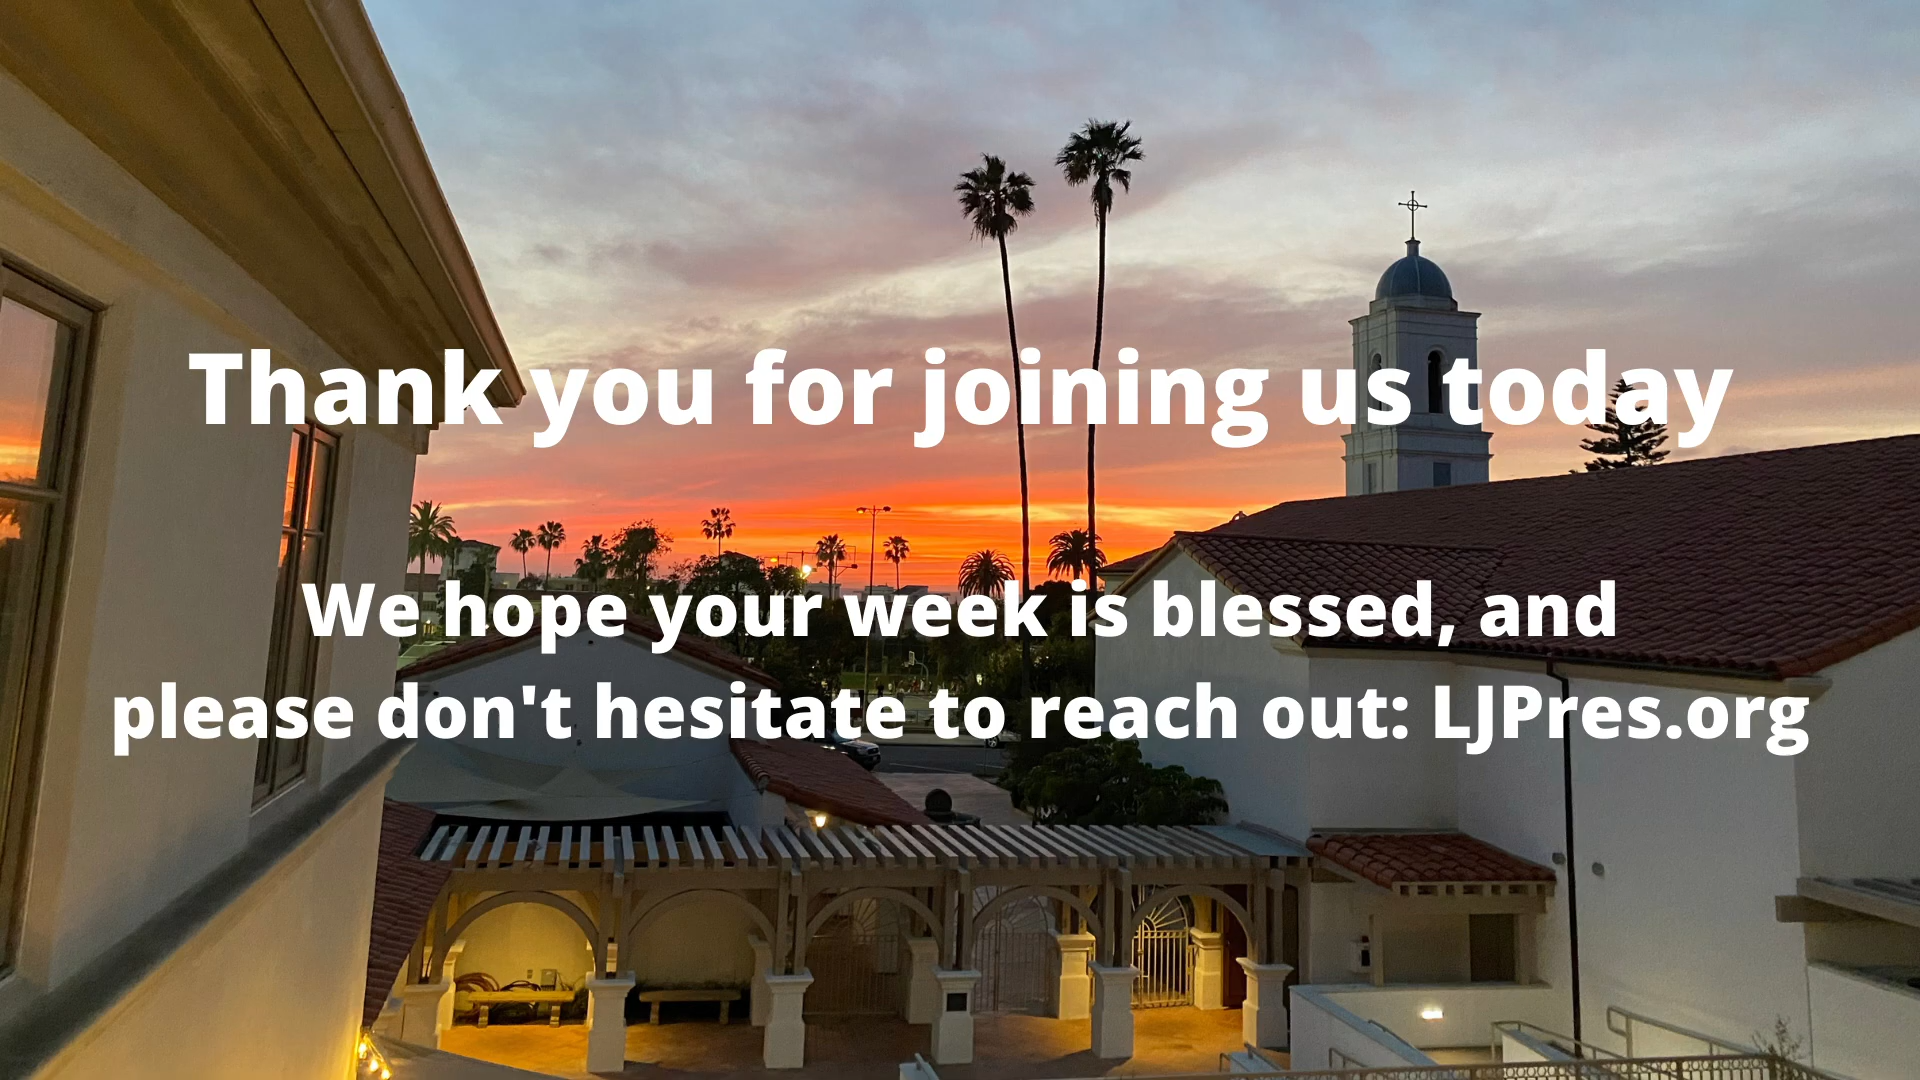 Thank you for joining us today
We hope your week is blessed, and
please don't hesitate to reach out: LJPres.org